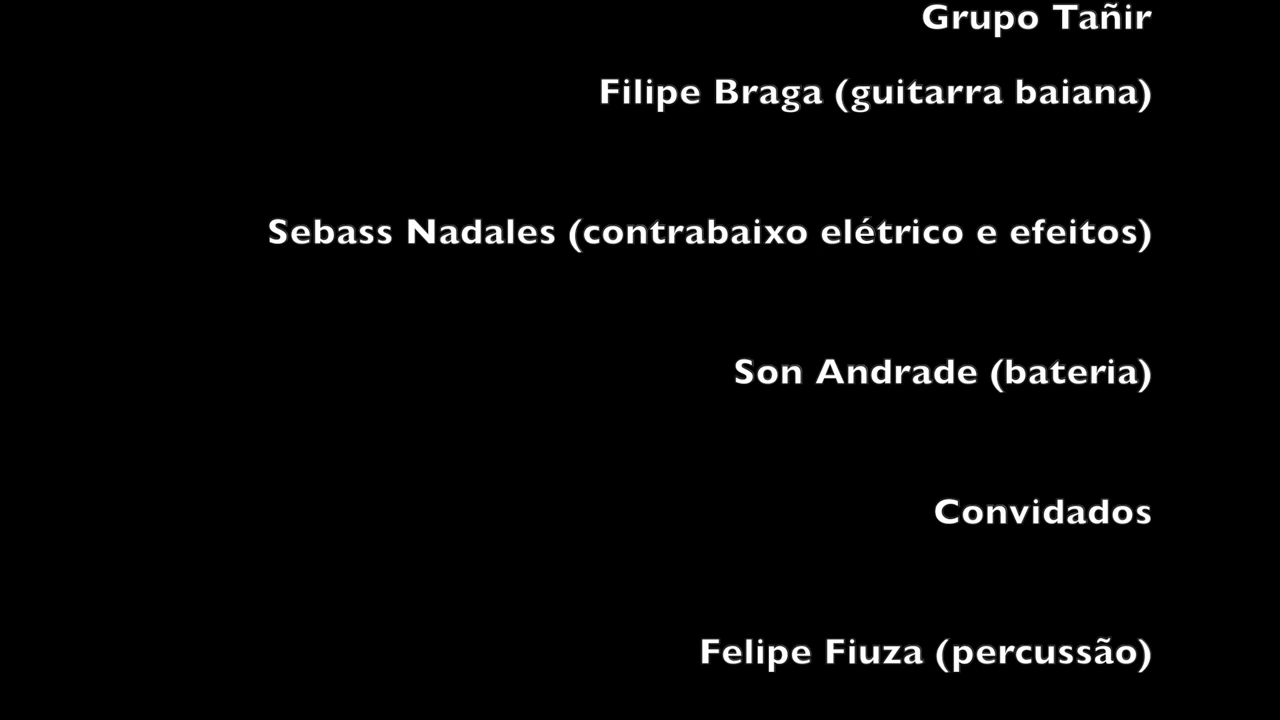 Grupo Tañir
Filipe Braga (guitarra baiana)
Sebass Nadales (contrabaixo elétrico e efeitos)
Son Andrade (bateria)
Convidados
Felipe Fiuza (percussão)